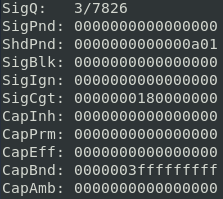 SigQ:   3/7826
SigPnd: 0000000000000000
ShdPnd: 0000000000000a01
SigBlk: 0000000000000000
SigIgn: 0000000000000000
SigCgt: 0000000180000000
CapInh: 0000000000000000
CapPrm: 0000000000000000
CapEff: 0000000000000000
CapBnd: 0000003fffffffff
CapAmb: 0000000000000000